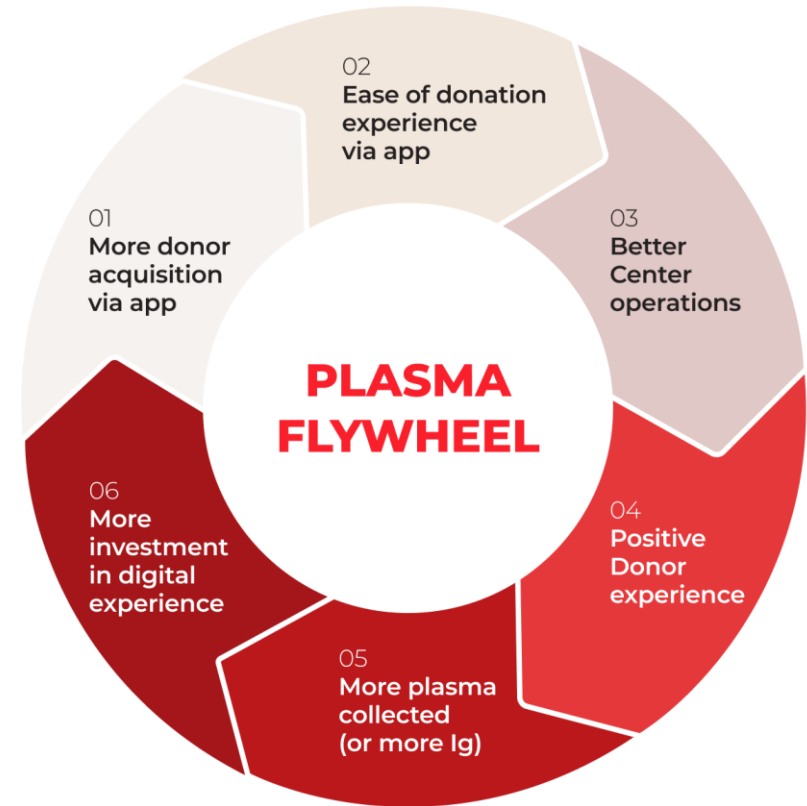 PLASMA
FLYWHEEL
01
More donor
acquisition
via app
02
Ease of donation
experience
via app
03
Better
Center
operations
04
Positive
Donor
experience
05
More plasma
collected
(or more Ig)
06
More
investment
in digital
experience